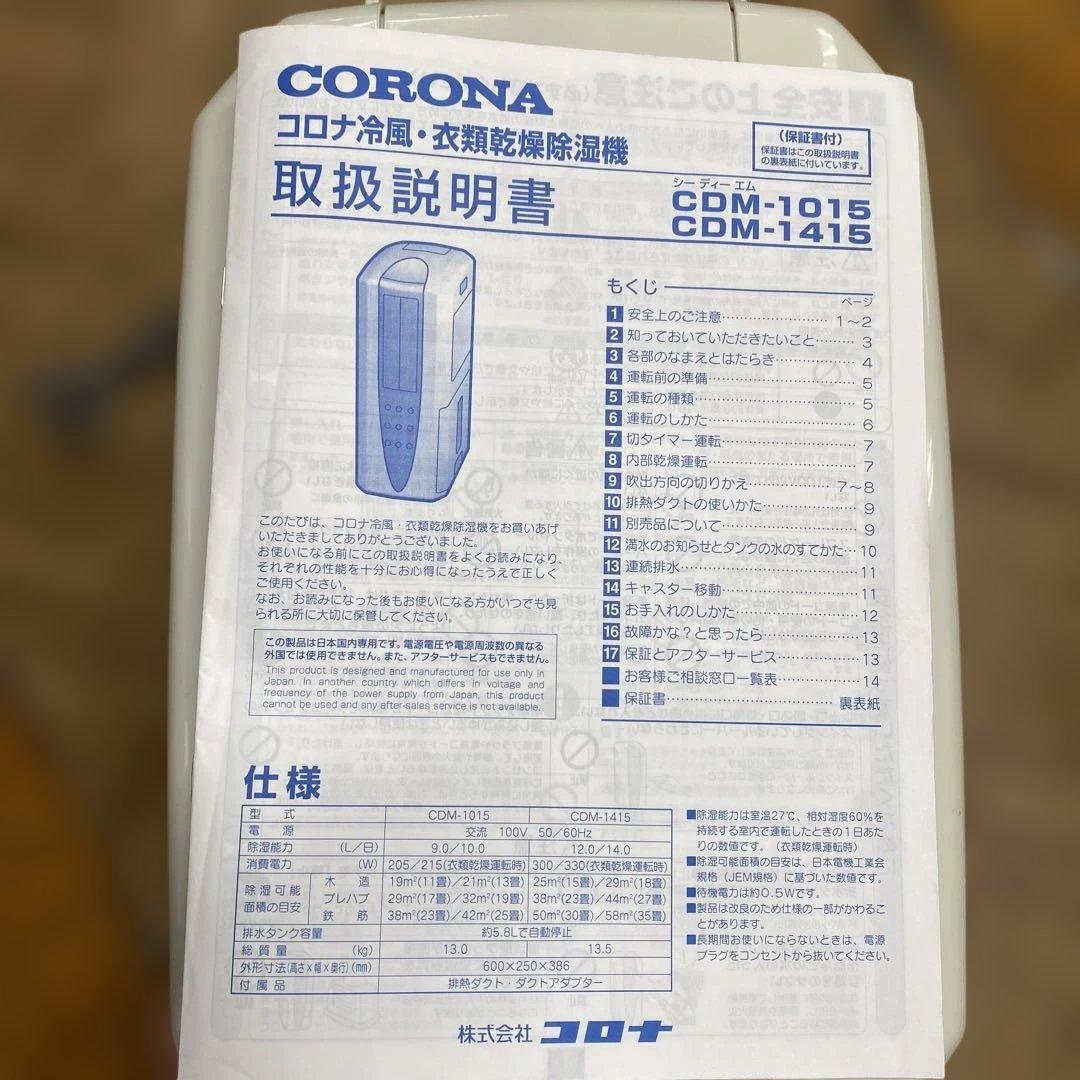 CORONA
コロナ冷風・衣類乾燥除湿機
取扱説明書
(保証書付)
保証書はこの取扱説明書
の裏表紙に付いています。
シー ディー エム
CDM-1015
CDM-1415
もくじ
ページ
1 安全上のご注意……………………1〜2
2 知っておいていただきたいこと………3
3 各部のなまえとはたらき……………4
4 運転前の準備…………………………5
5 運転の種類……………………………5
6 運転のしかた…………………………6
7 切タイマー運転………………………7
8 内部乾燥運転…………………………7
9 吹出方向の切りかえ………………7〜8
10 排熱ダクトの使いかた………………9
11 別売品について………………………9
12 満水のお知らせとタンクの水のすてかた…10
13 連続排水………………………………11
14 キャスター移動………………………11
15 お手入れのしかた……………………12
16 故障かな?と思ったら………………13
17 保証とアフターサービス……………13
■ お客様ご相談窓口一覧表……………14
■ 保証書……………………………裏表紙
このたびは、コロナ冷風・衣類乾燥除湿機をお買いあげ
いただきましてありがとうございました。
お使いになる前にこの取扱説明書をよくお読みになり、
それぞれの性能を十分にお心得になったうえで正しく
ご使用ください。
なお、お読みになった後もお使いになる方がいつでも見
られる所に大切に保管してください。
この製品は日本国内専用です。電源電圧や電源周波数の異なる
外国では使用できません。また、アフターサービスもできません。
This product is designed and manufactured for use only in
Japan. In another country which differs in voltage and
frequency of the power supply from Japan, this product
cannot be used and any after-sales service is not available.
仕様
型式 CDM-1015 CDM-1415
電源 交流 100V 50/60Hz
除湿能力 (L/日) 9.0/10.0 12.0/14.0
消費電力 (W) 205/215(衣類乾燥運転時) 300/330(衣類乾燥運転時)
除湿可能面積の目安 木造 19m²(11畳)/21m²(13畳) 25m²(15畳)/29m²(18畳)
プレハブ 29m²(17畳)/32m²(19畳) 38m²(23畳)/44m²(27畳)
鉄筋 38m²(23畳)/42m²(25畳) 50m²(30畳)/58m²(35畳)
排水タンク容量 約5.8Lで自動停止
総質量 (kg) 13.0 13.5
外形寸法(高さ×幅×奥行)(mm) 600×250×386
付属品 排熱ダクト・ダクトアダプター
■除湿能力は室温27℃、相対湿度60%を
持続する室内で運転したときの1日あた
りの数値です。(衣類乾燥運転時)
■除湿可能面積の目安は、日本電機工業会
規格(JEM規格)に基づいた数値です。
■待機電力は約0.5Wです。
■製品は改良のため仕様の一部がかわるこ
とがあります。
■長期間お使いにならないときは、電源
プラグをコンセントから抜いてください。
株式会社 コロナ